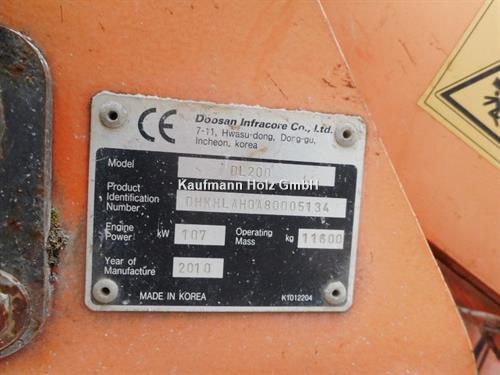 CE Doosan Infracore Co., Ltd.
7-11, Hwasu-dong, Dong-gu,
Incheon, korea
Model DL200
Kaufmann Holz GmbH
Product
Identification
Number DHKHLAH0A80005134
Engine
Power kW 107 Operating
Mass kg 11600
Year of
Manufacture 2010
MADE IN KOREA K1012204